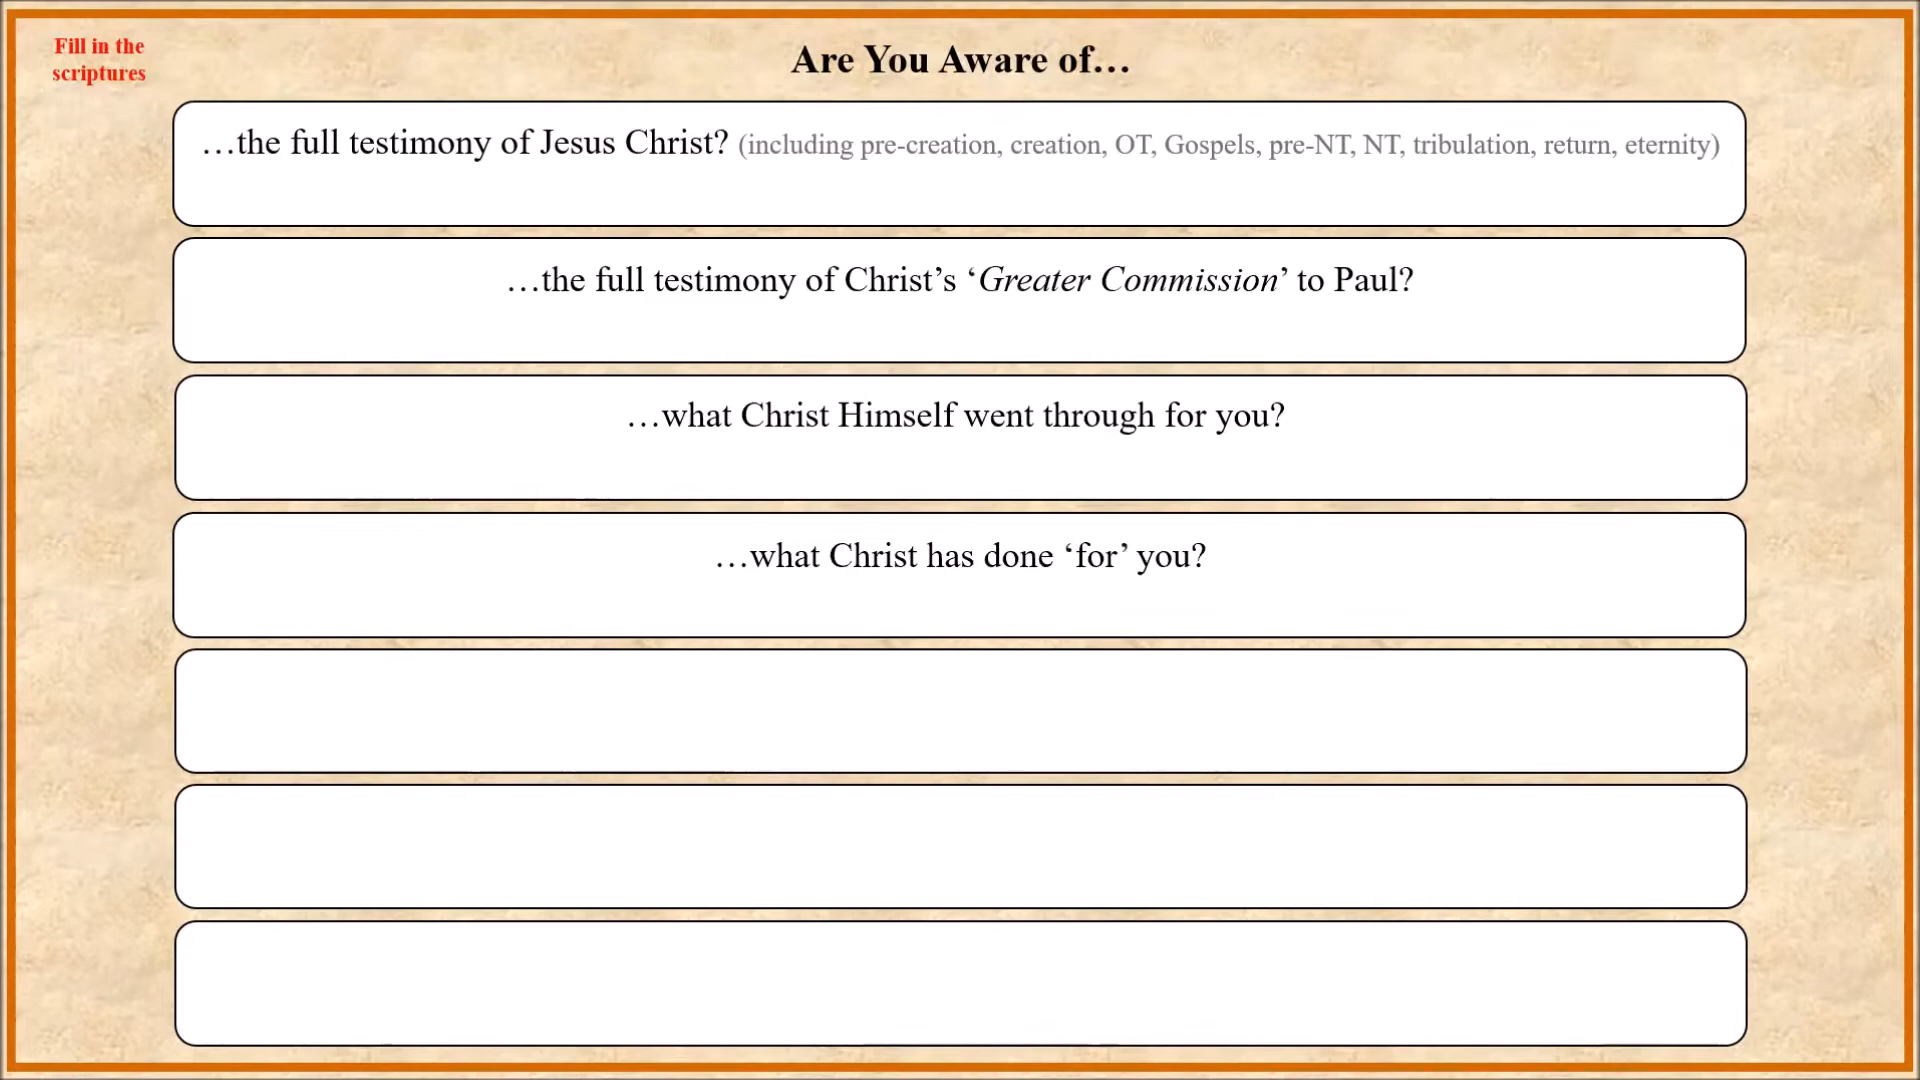 Fill in the
scriptures
Are You Aware of…
…the full testimony of Jesus Christ? (including pre-creation, creation, OT, Gospels, pre-NT, NT, tribulation, return, eternity)
…the full testimony of Christ’s ‘Greater Commission’ to Paul?
…what Christ Himself went through for you?
…what Christ has done ‘for’ you?